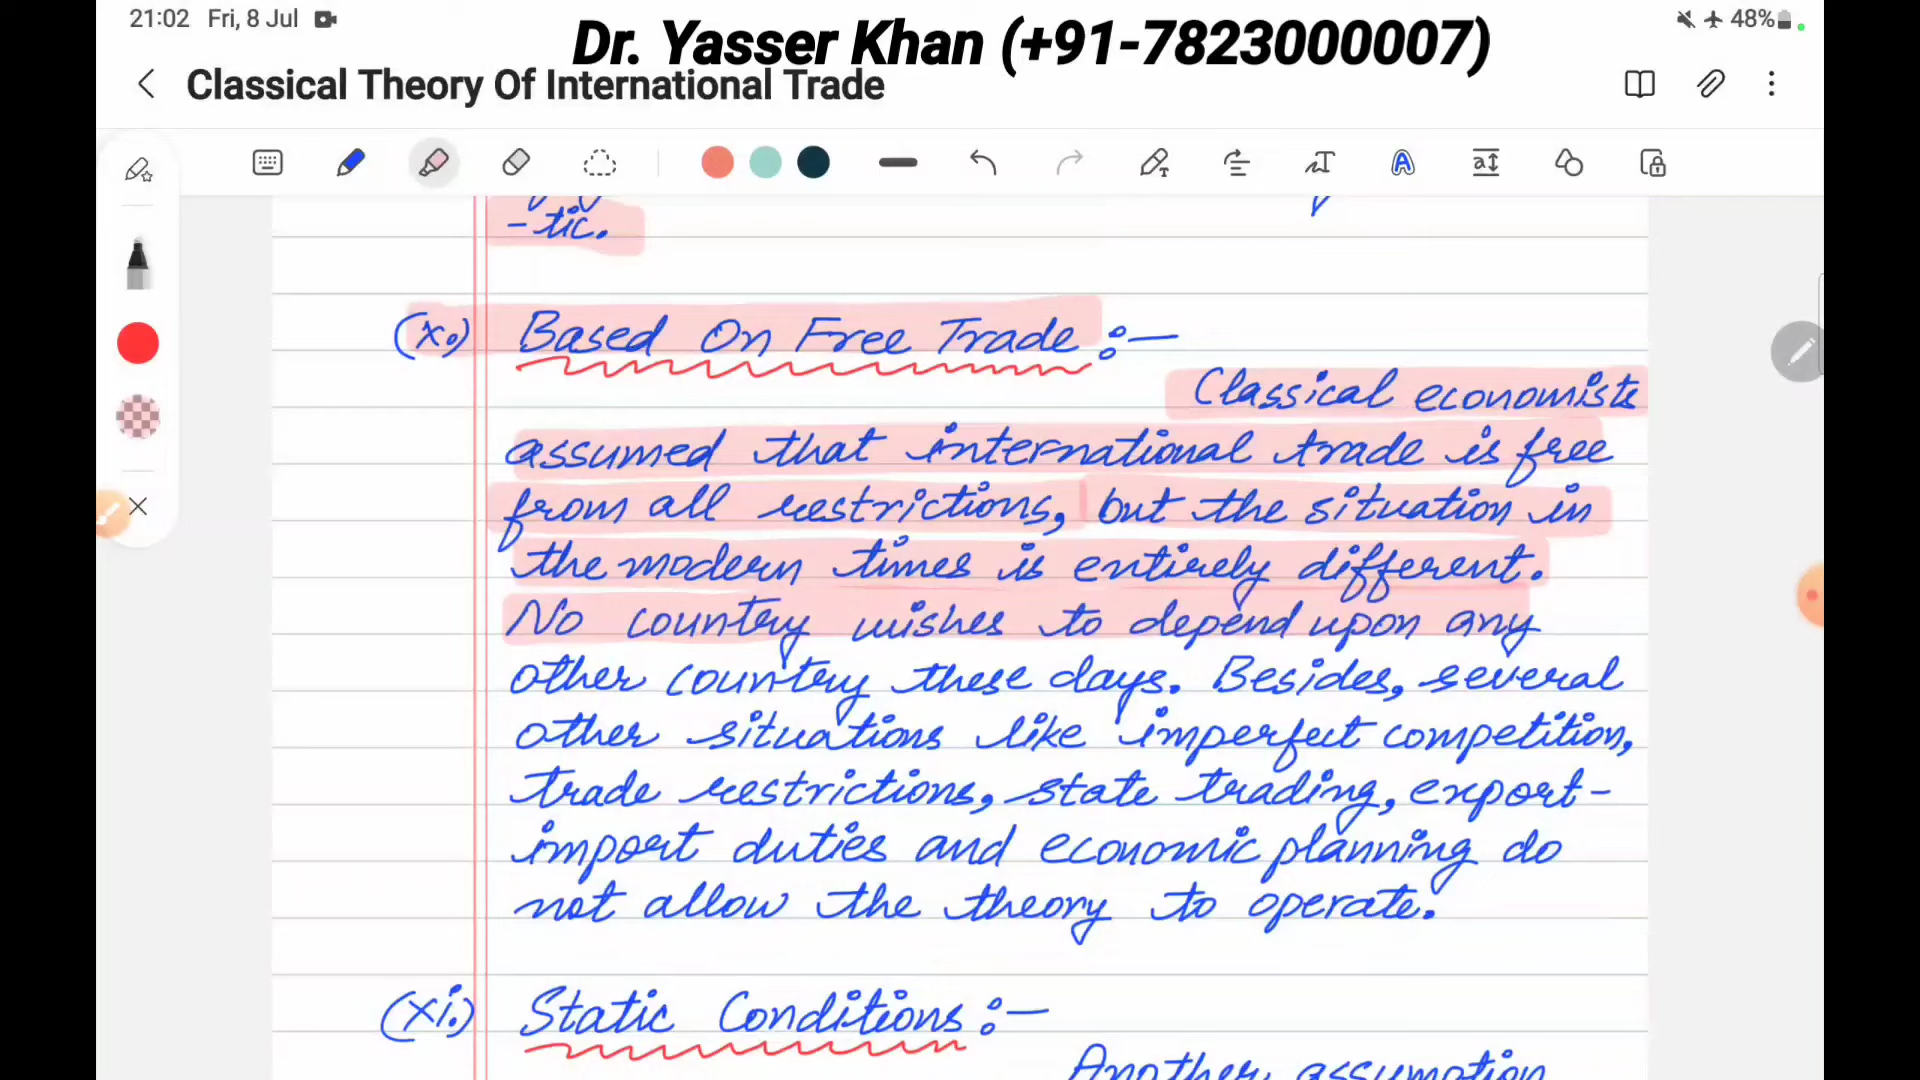 21:02 Fri, 8 Jul
48%
Dr. Yasser Khan (+91-7823000007)
Classical Theory Of International Trade
-tic.
(x.) Based On Free Trade :-
Classical economists
assumed that international trade is free
from all restrictions, but the situation in
the modern times is entirely different.
No country wishes to depend upon any
other country these days. Besides, several
other situations like imperfect competition,
trade restrictions, state trading, export-
import duties and economic planning do
not allow the theory to operate.
(xi.) Static Conditions :-
Another assumption